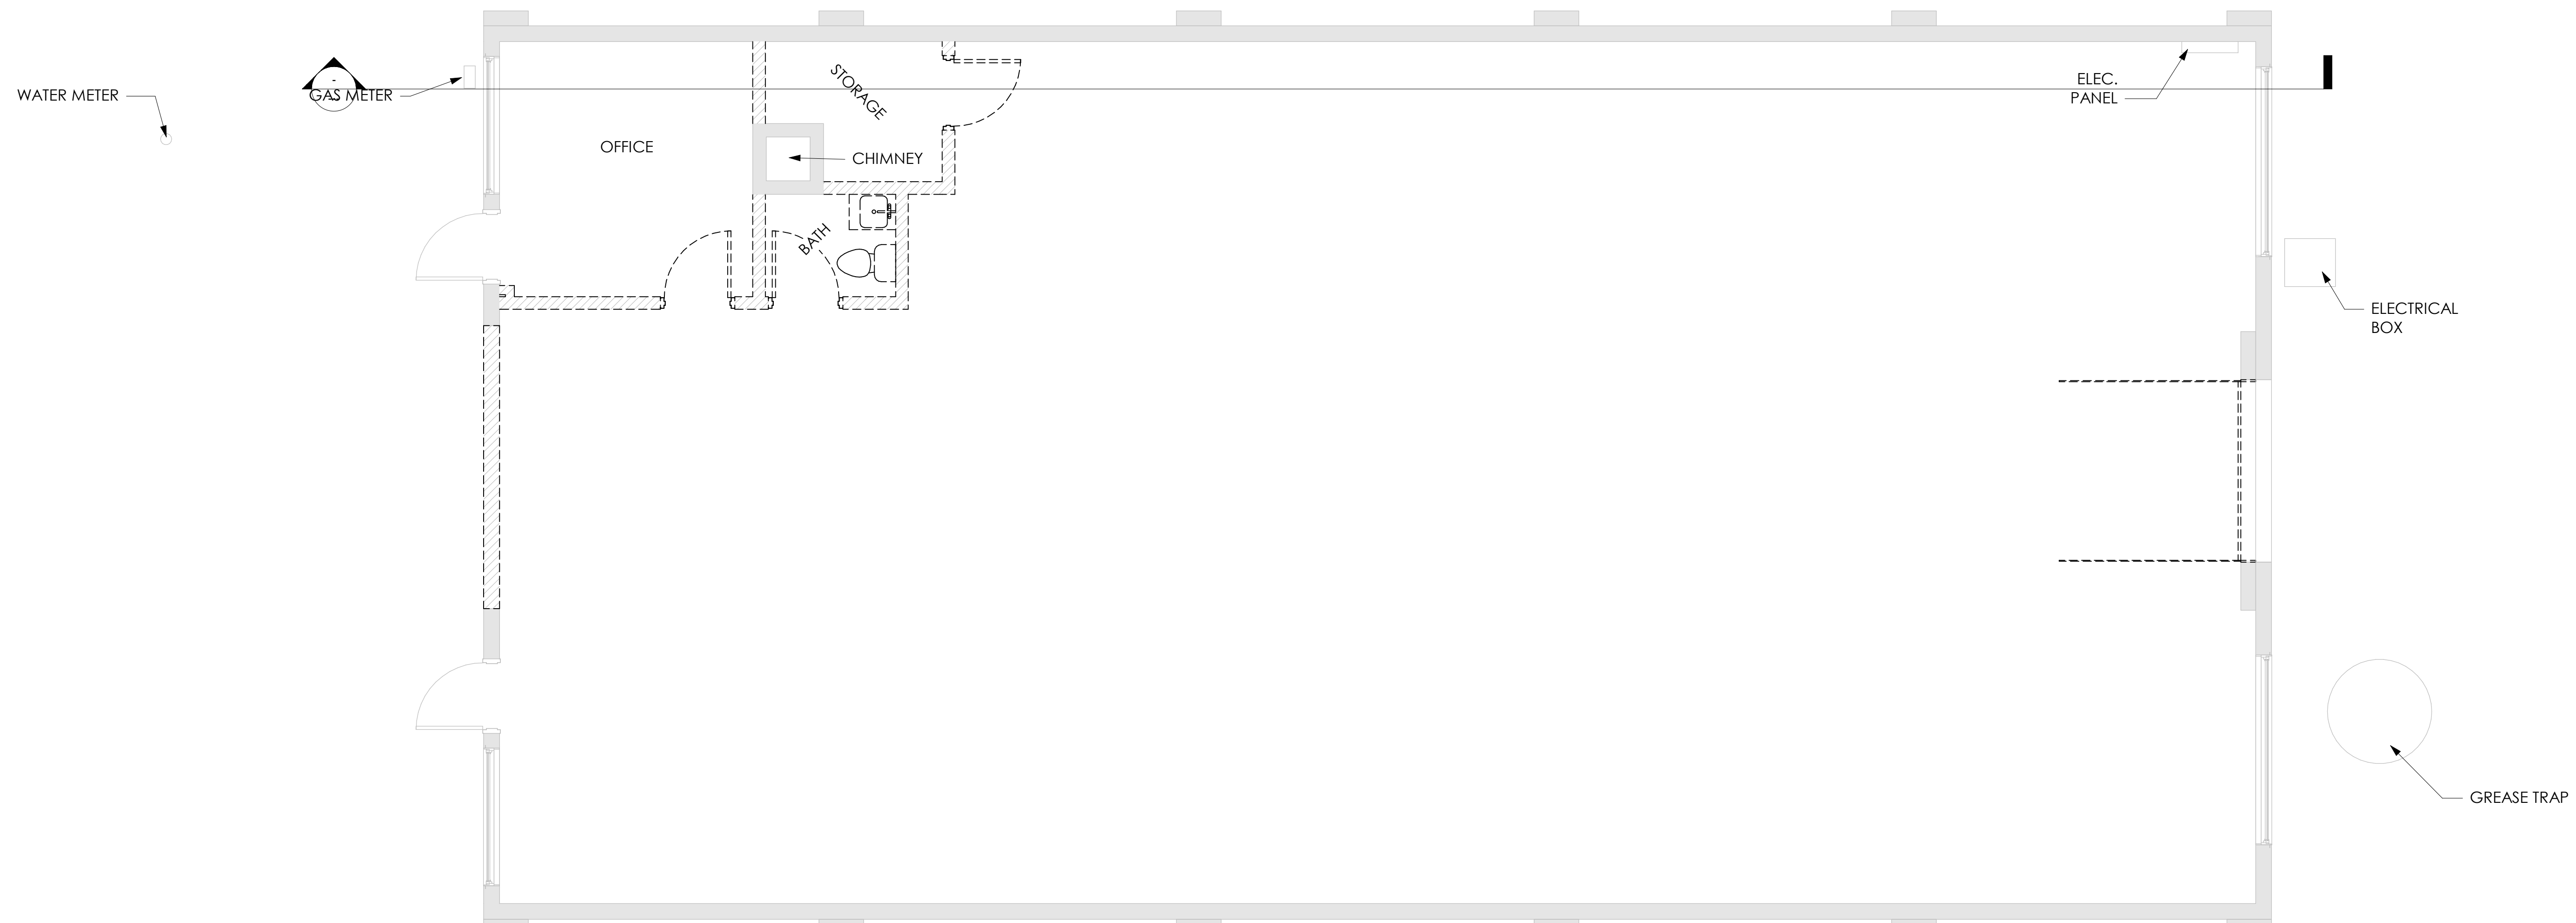 WATER METER
GAS METER
-
OFFICE
STORAGE
CHIMNEY
BATH
ELEC.
PANEL
ELECTRICAL
BOX
GREASE TRAP